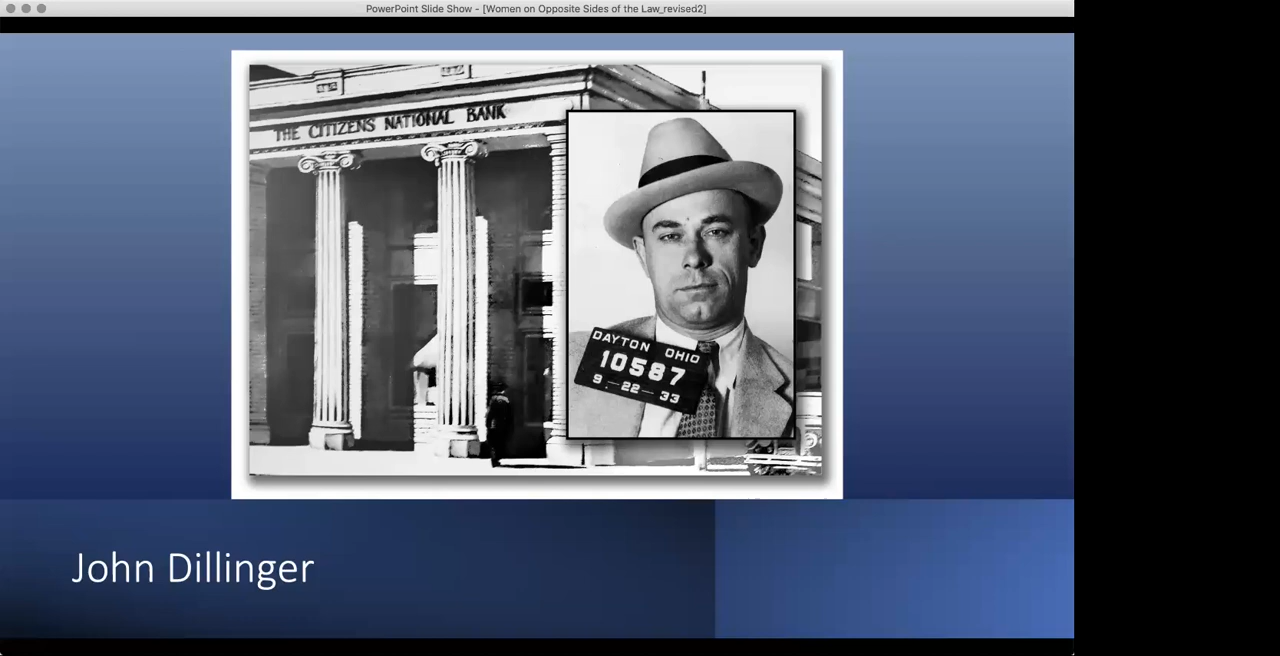 PowerPoint Slide Show - [Women on Opposite Sides of the Law_revised2]
THE CITIZENS NATIONAL BANK
DAYTON OHIO
10587
9-22-33
John Dillinger